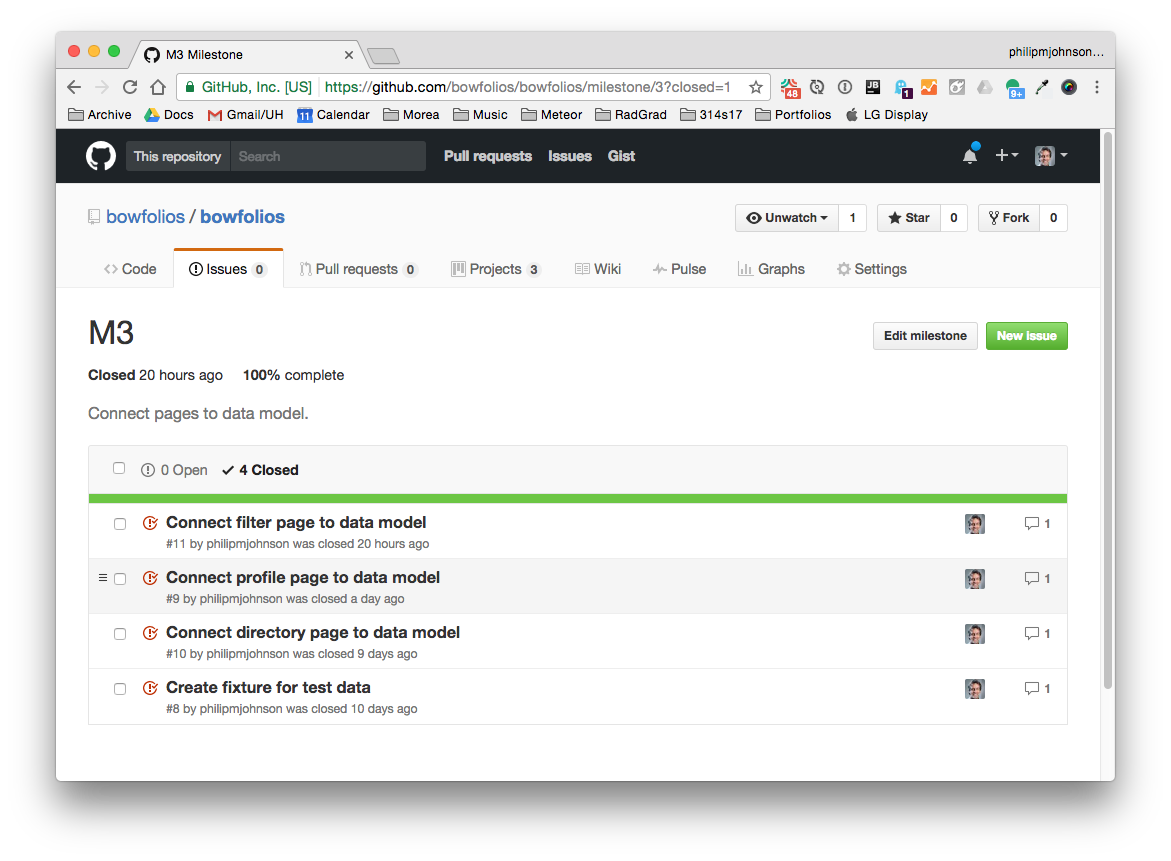 M3 Milestone
philipmjohnson...
GitHub, Inc. [US] https://github.com/bowfolios/bowfolios/milestone/3?closed=1
48 JB 1 9+
Archive Docs Gmail/UH 11 Calendar Morea Music Meteor RadGrad 314s17 Portfolios LG Display
This repository Search Pull requests Issues Gist
bowfolios / bowfolios
Unwatch 1 Star 0 Fork 0
Code Issues 0 Pull requests 0 Projects 3 Wiki Pulse Graphs Settings
M3
Edit milestone New issue
Closed 20 hours ago 100% complete
Connect pages to data model.
0 Open 4 Closed
Connect filter page to data model 1
#11 by philipmjohnson was closed 20 hours ago
Connect profile page to data model 1
#9 by philipmjohnson was closed a day ago
Connect directory page to data model 1
#10 by philipmjohnson was closed 9 days ago
Create fixture for test data 1
#8 by philipmjohnson was closed 10 days ago